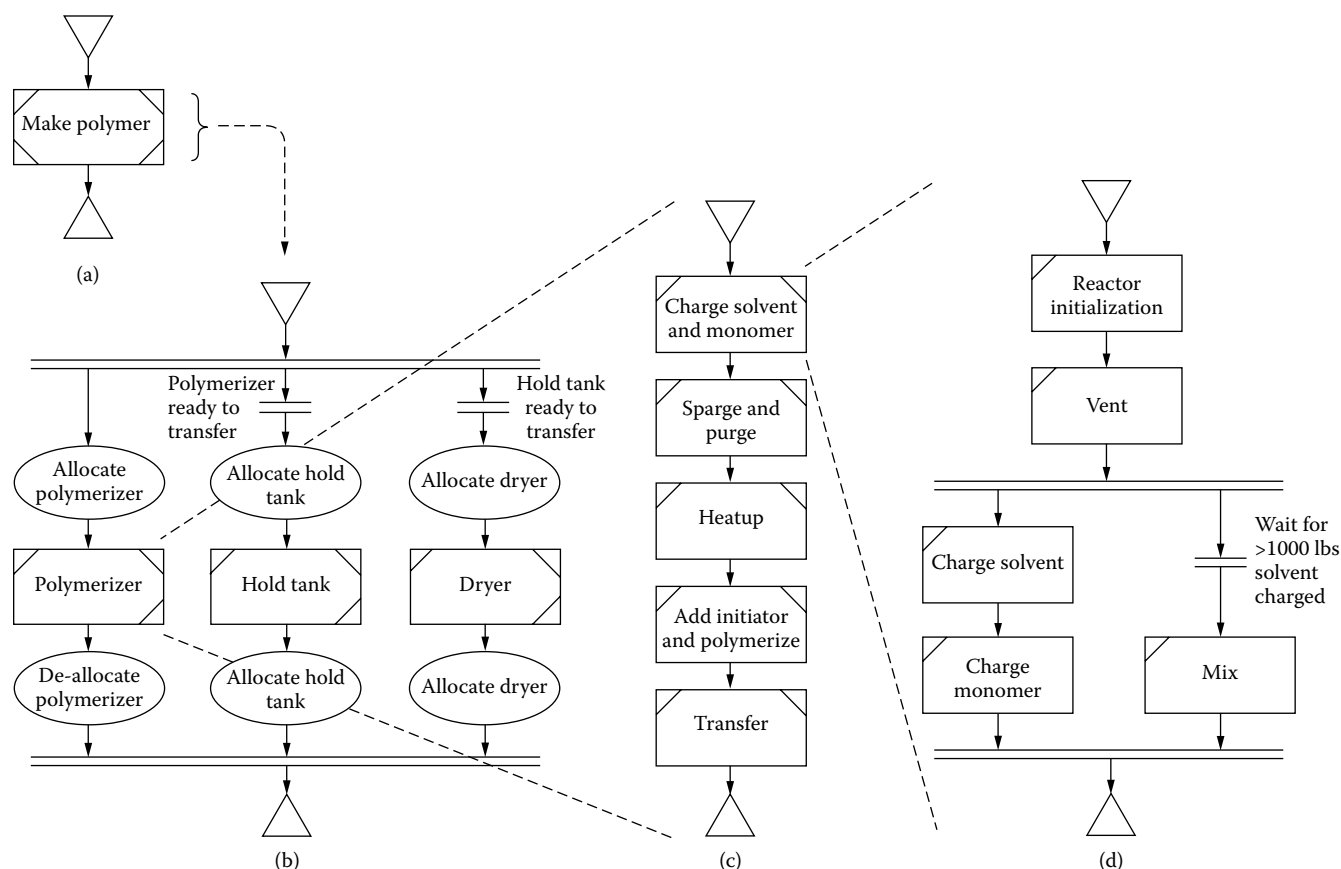 Make polymer
(a)
Polymerizer
ready to
transfer
Hold tank
ready to
transfer
Allocate
polymerizer
Allocate hold
tank
Allocate dryer
Polymerizer
Hold tank
Dryer
De-allocate
polymerizer
Allocate hold
tank
Allocate dryer
(b)
Charge solvent
and monomer
Sparge and
purge
Heatup
Add initiator
and polymerize
Transfer
(c)
Reactor
initialization
Vent
Charge solvent
Wait for
>1000 lbs
solvent
charged
Charge
monomer
Mix
(d)